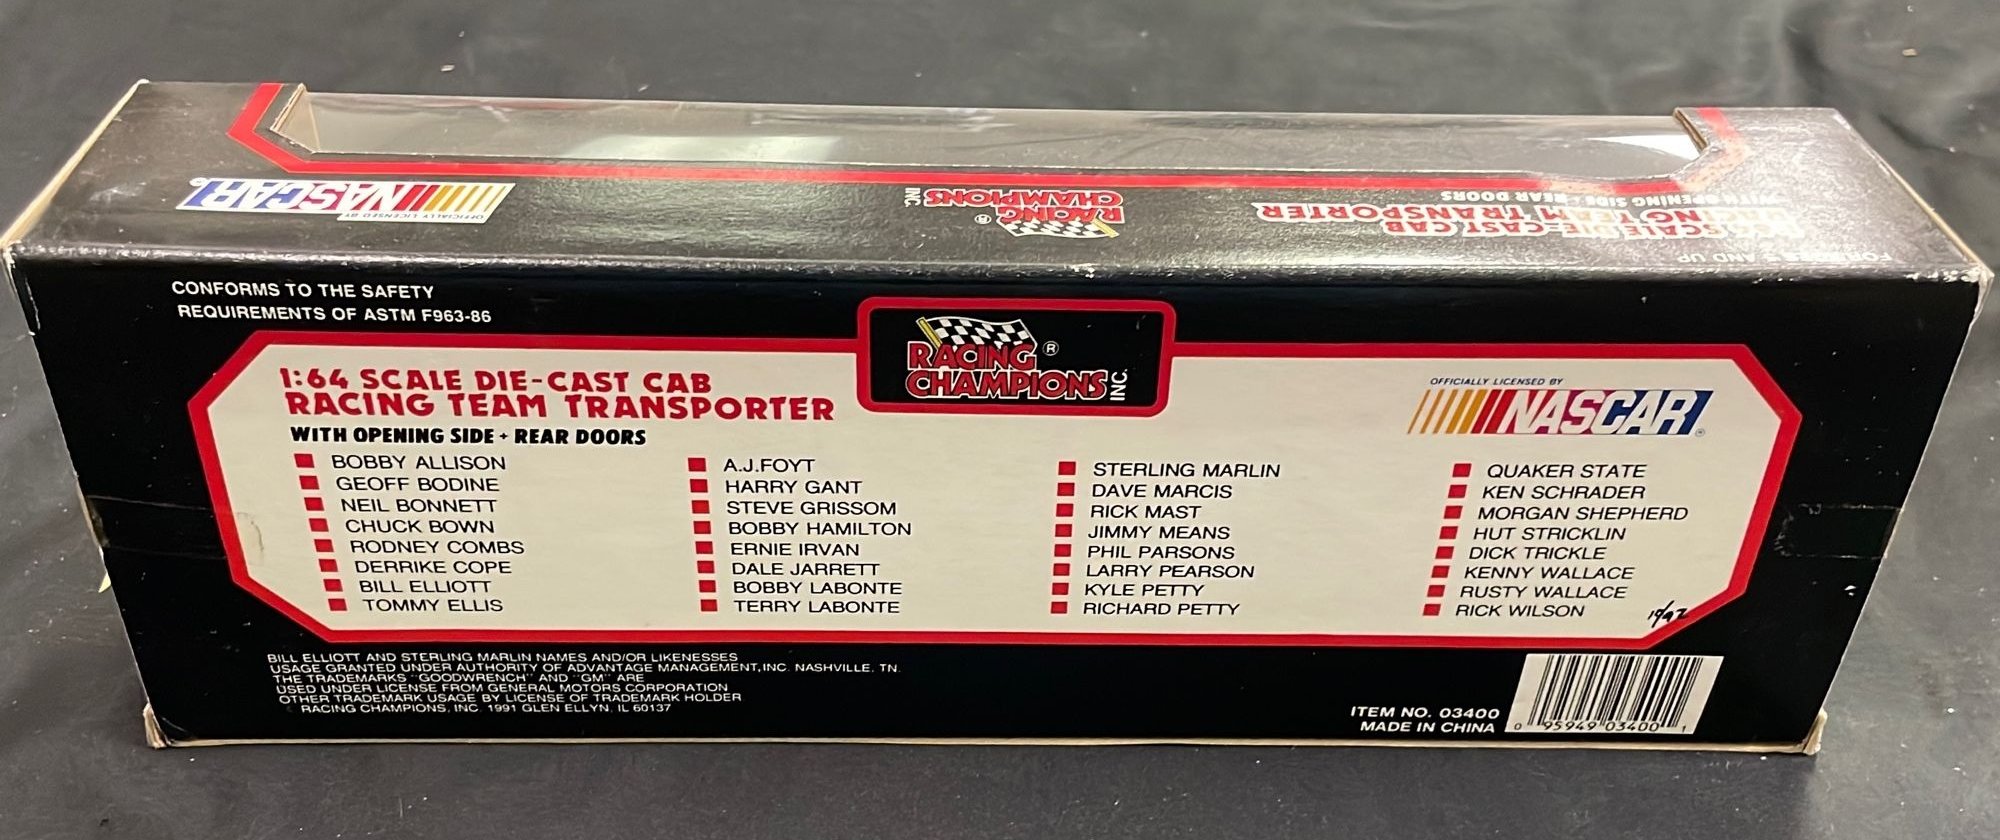 FOR AGES 3 AND UP
1:64 SCALE DIE-CAST CAB
RACING TEAM TRANSPORTER
WITH OPENING SIDE + REAR DOORS
RACING ®
CHAMPIONS INC.
OFFICIALLY LICENSED BY
NASCAR®
CONFORMS TO THE SAFETY
REQUIREMENTS OF ASTM F963-86
RACING ®
CHAMPIONS INC.
1:64 SCALE DIE-CAST CAB
RACING TEAM TRANSPORTER
WITH OPENING SIDE + REAR DOORS
OFFICIALLY LICENSED BY
NASCAR®
BOBBY ALLISON
GEOFF BODINE
NEIL BONNETT
CHUCK BOWN
RODNEY COMBS
DERRIKE COPE
BILL ELLIOTT
TOMMY ELLIS
A.J.FOYT
HARRY GANT
STEVE GRISSOM
BOBBY HAMILTON
ERNIE IRVAN
DALE JARRETT
BOBBY LABONTE
TERRY LABONTE
STERLING MARLIN
DAVE MARCIS
RICK MAST
JIMMY MEANS
PHIL PARSONS
LARRY PEARSON
KYLE PETTY
RICHARD PETTY
QUAKER STATE
KEN SCHRADER
MORGAN SHEPHERD
HUT STRICKLIN
DICK TRICKLE
KENNY WALLACE
RUSTY WALLACE
RICK WILSON
10/92
BILL ELLIOTT AND STERLING MARLIN NAMES AND/OR LIKENESSES
USAGE GRANTED UNDER AUTHORITY OF ADVANTAGE MANAGEMENT,INC. NASHVILLE, TN.
THE TRADEMARKS "GOODWRENCH" AND "GM" ARE
USED UNDER LICENSE FROM GENERAL MOTORS CORPORATION
OTHER TRADEMARK USAGE BY LICENSE OF TRADEMARK HOLDER
RACING CHAMPIONS, INC. 1991 GLEN ELLYN, IL 60137
ITEM NO. 03400
MADE IN CHINA
0 95949 03400 1